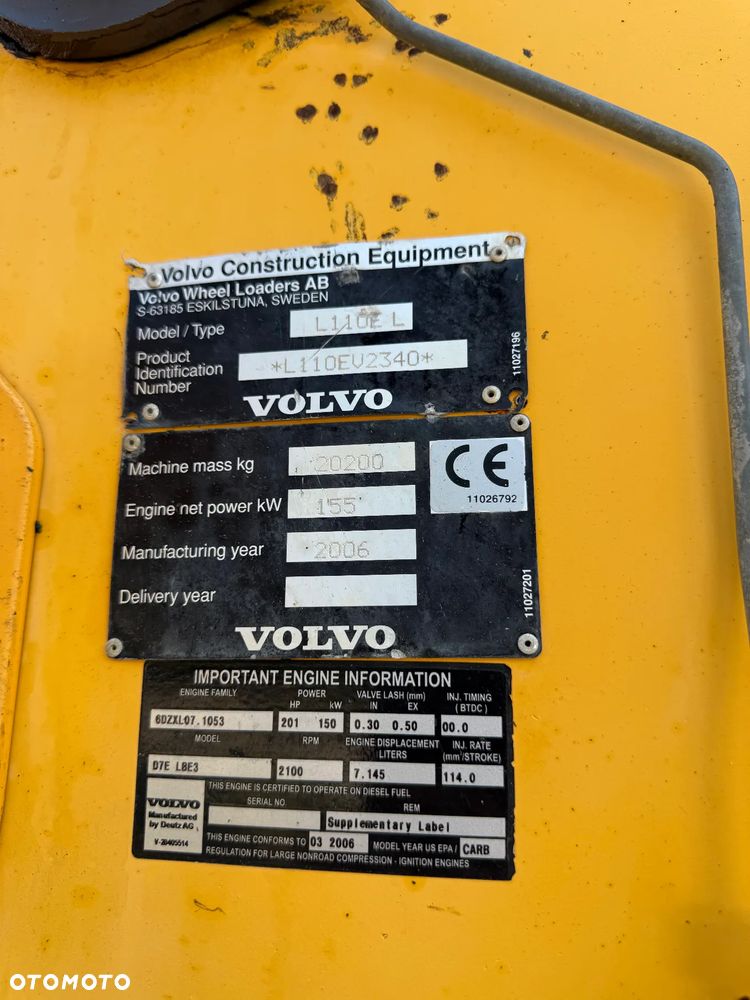 Volvo Construction Equipment
Volvo Wheel Loaders AB
S-63185 ESKILSTUNA, SWEDEN
Model / Type L110E L
Product Identification Number *L110EV2340*
11027196
VOLVO
Machine mass kg 20200
CE
11026792
Engine net power kW 155
Manufacturing year 2006
Delivery year
11027201
VOLVO
IMPORTANT ENGINE INFORMATION
ENIGINE FAMILY POWER VALVE LASH (mm) INJ. TIMING
HP kW IN EX (BTDC)
6DZXL07.1053 201 150 0.30 0.50 00.0
MODEL RPM ENGINE DISPLACEMENT INJ. RATE
LITERS (mm³/STROKE)
D7E LBE3 2100 7.145 114.0
THIS ENGINE IS CERTIFIED TO OPERATE ON DIESEL FUEL
SERIAL NO REM
VOLVO
Manufactured
by Deutz AG
V-20405514
Supplementary Label
THIS ENGINE CONFORMS TO 03 2006 MODEL YEAR US EPA / CARB
REGULATION FOR LARGE NONROAD COMPRESSION - IGNITION ENGINES
OTOMOTO